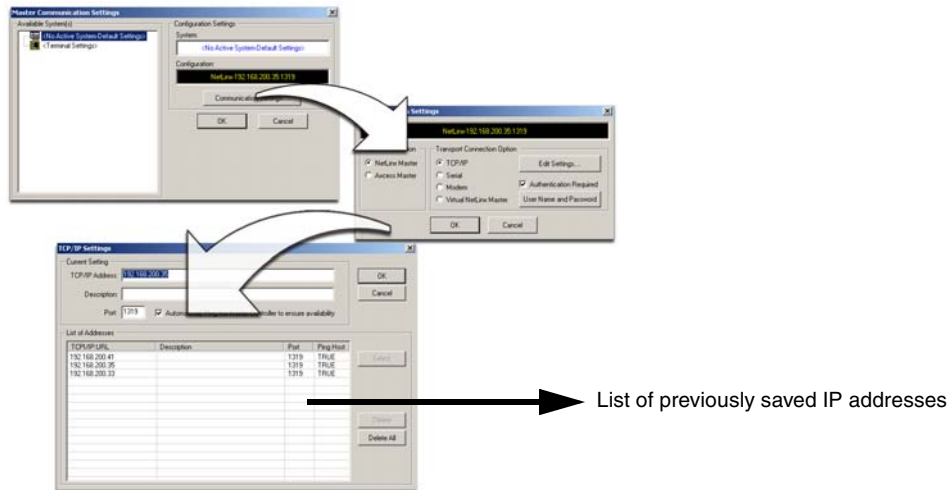 Master Communication Settings
Available System(s)
<No Active System-Default Settings>
<Terminal Settings>
Configuration Settings
System:
<No Active System-Default Settings>
Configuration:
NetLinx-192.168.200.35:1319
Communication
OK
Cancel
Settings
NetLinx-192.168.200.35:1319
NetLinx Master
Axcess Master
Transport Connection Option
TCP/IP
Serial
Modem
Virtual NetLinx Master
Edit Settings...
Authentication Required
User Name and Password
OK
Cancel
TCP/IP Settings
Current Setting
TCP/IP Address: 192.168.200.35
Description:
Port: 1319
to ensure availability
OK
Cancel
List of Addresses
TCP/IP URL Description Port Ping Host
192.168.200.41 1319 TRUE
192.168.200.35 1319 TRUE
192.168.200.33 1319 TRUE
Select
Delete
Delete All
List of previously saved IP addresses